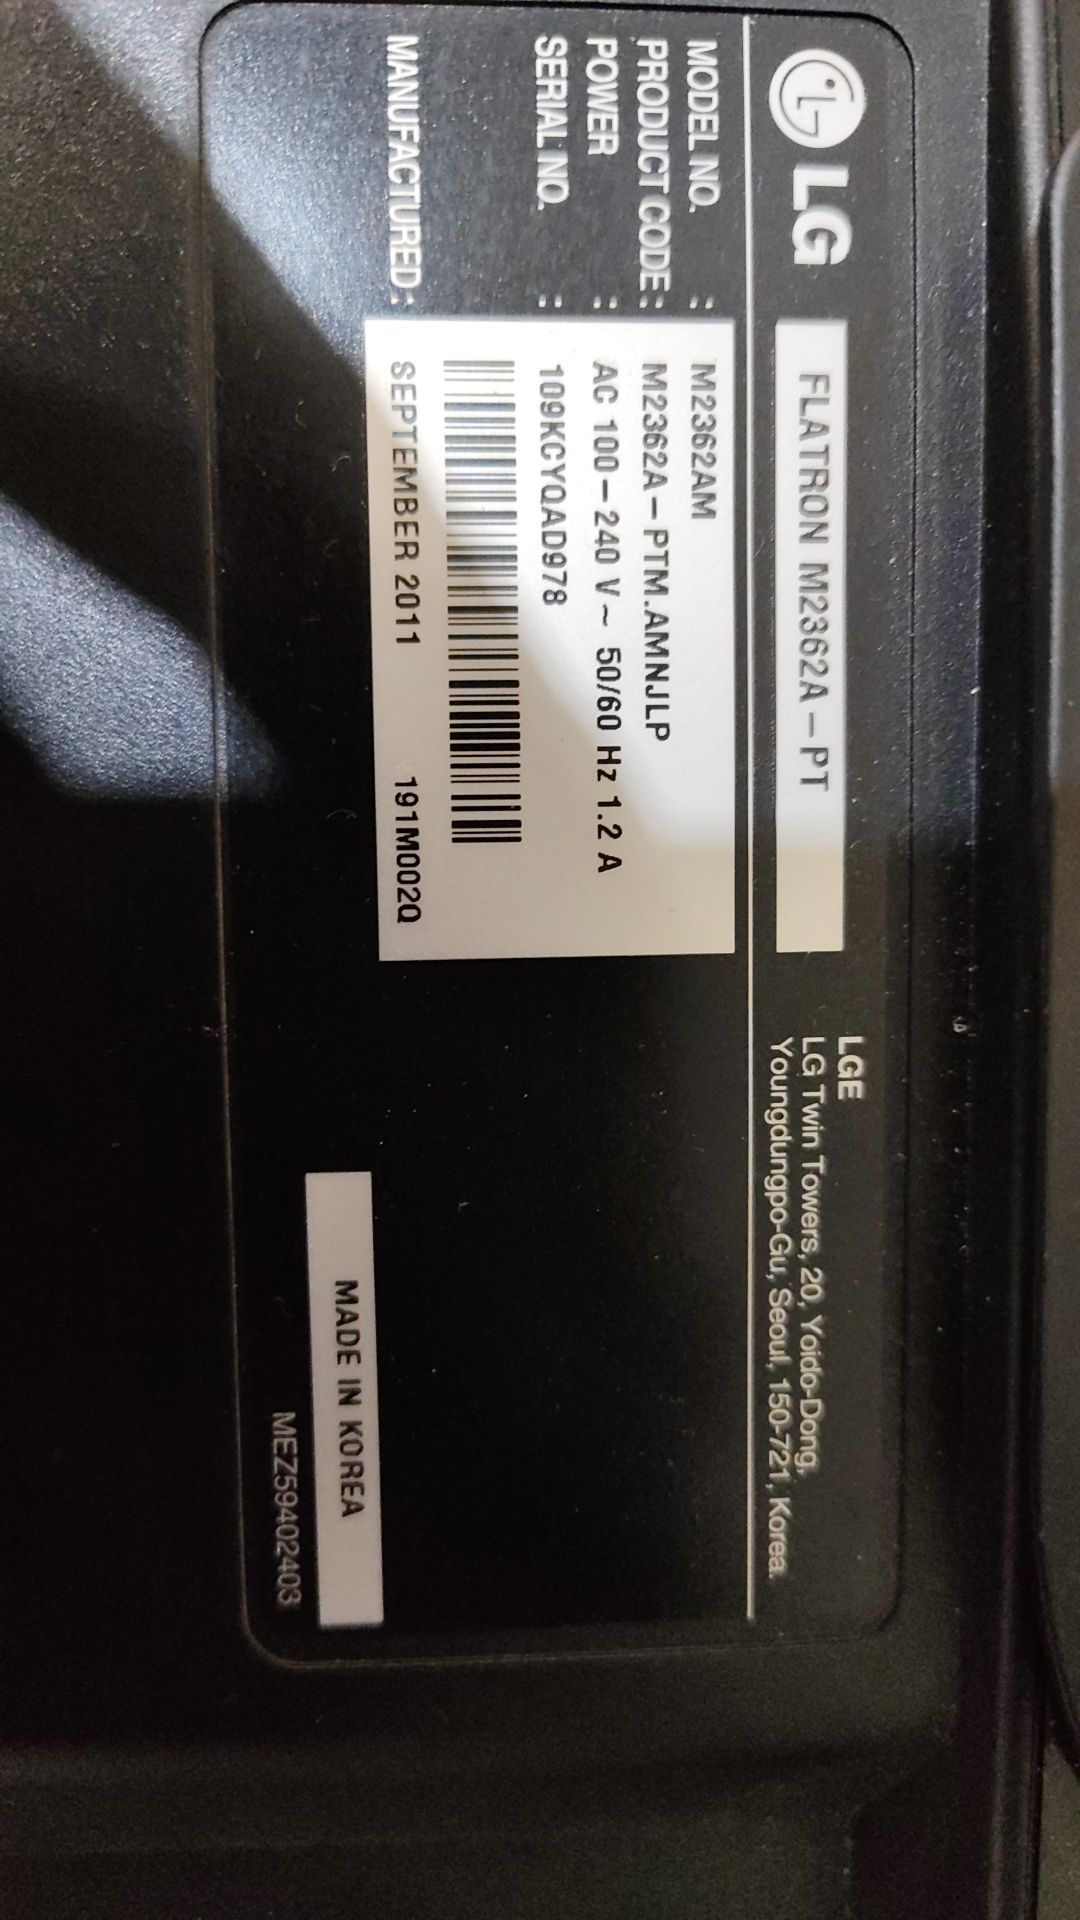 LG FLATRON M2362A-PT
LGE
LG Twin Towers, 20, Yoido-Dong,
Youngdungpo-Gu, Seoul, 150-721, Korea
MODEL NO. : M2362AM
PRODUCT CODE : M2362A-PTM.AMNJLP
POWER : AC 100-240 V~ 50/60 Hz 1.2 A
SERIAL NO. : 109KCYQAD978
MANUFACTURED : SEPTEMBER 2011 191M002Q
MADE IN KOREA
MEZ59402403